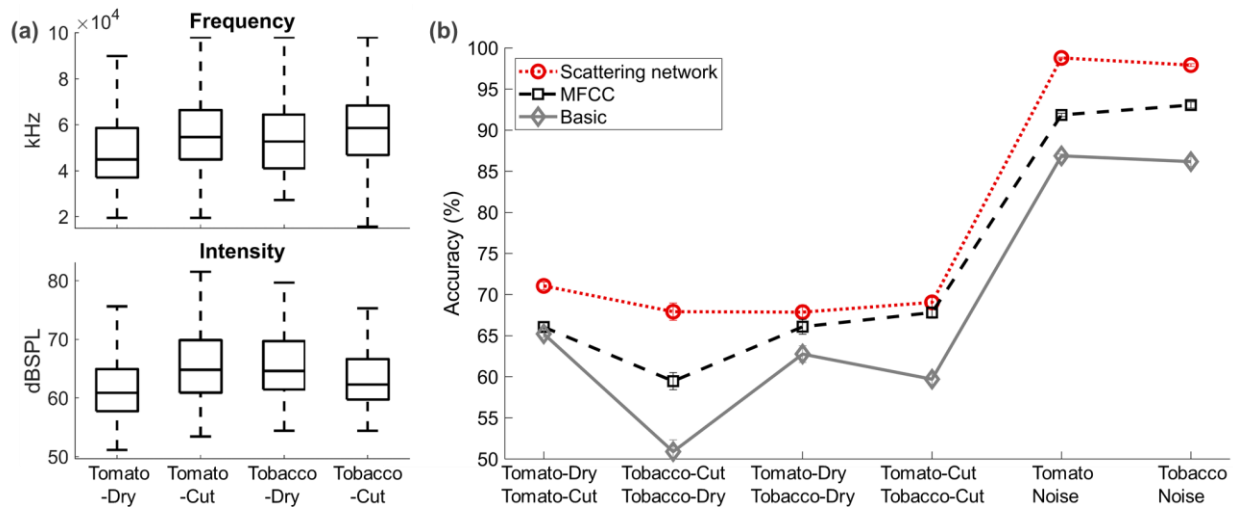 (a)
×10⁴
Frequency
10
8
6
4
2
kHz
Intensity
80
70
60
50
dBSPL
Tomato Tomato Tobacco Tobacco
-Dry -Cut -Dry -Cut
(b)
100
95
90
85
80
75
70
65
60
55
50
Accuracy (%)
Scattering network
MFCC
Basic
Tomato-Dry Tobacco-Cut Tomato-Dry Tomato-Cut Tomato Tobacco
Tomato-Cut Tobacco-Dry Tobacco-Dry Tobacco-Cut Noise Noise